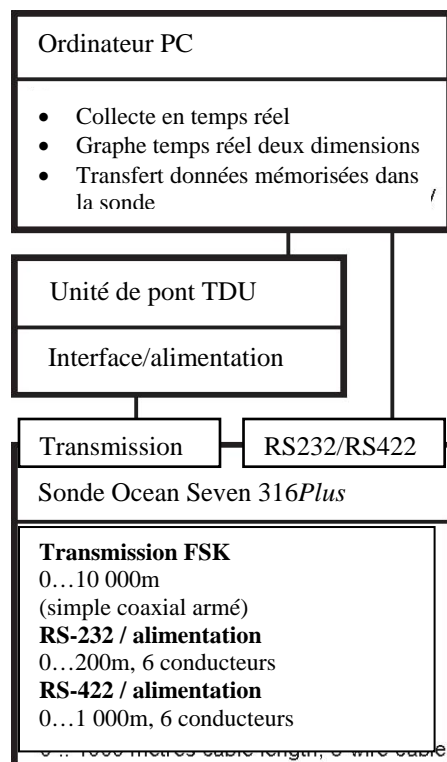 Ordinateur PC
• Collecte en temps réel
• Graphe temps réel deux dimensions
• Transfert données mémorisées dans
la sonde
Unité de pont TDU
Interface/alimentation
Transmission
RS232/RS422
Sonde Ocean Seven 316Plus
Transmission FSK
0…10 000m
(simple coaxial armé)
RS-232 / alimentation
0…200m, 6 conducteurs
RS-422 / alimentation
0…1 000m, 6 conducteurs